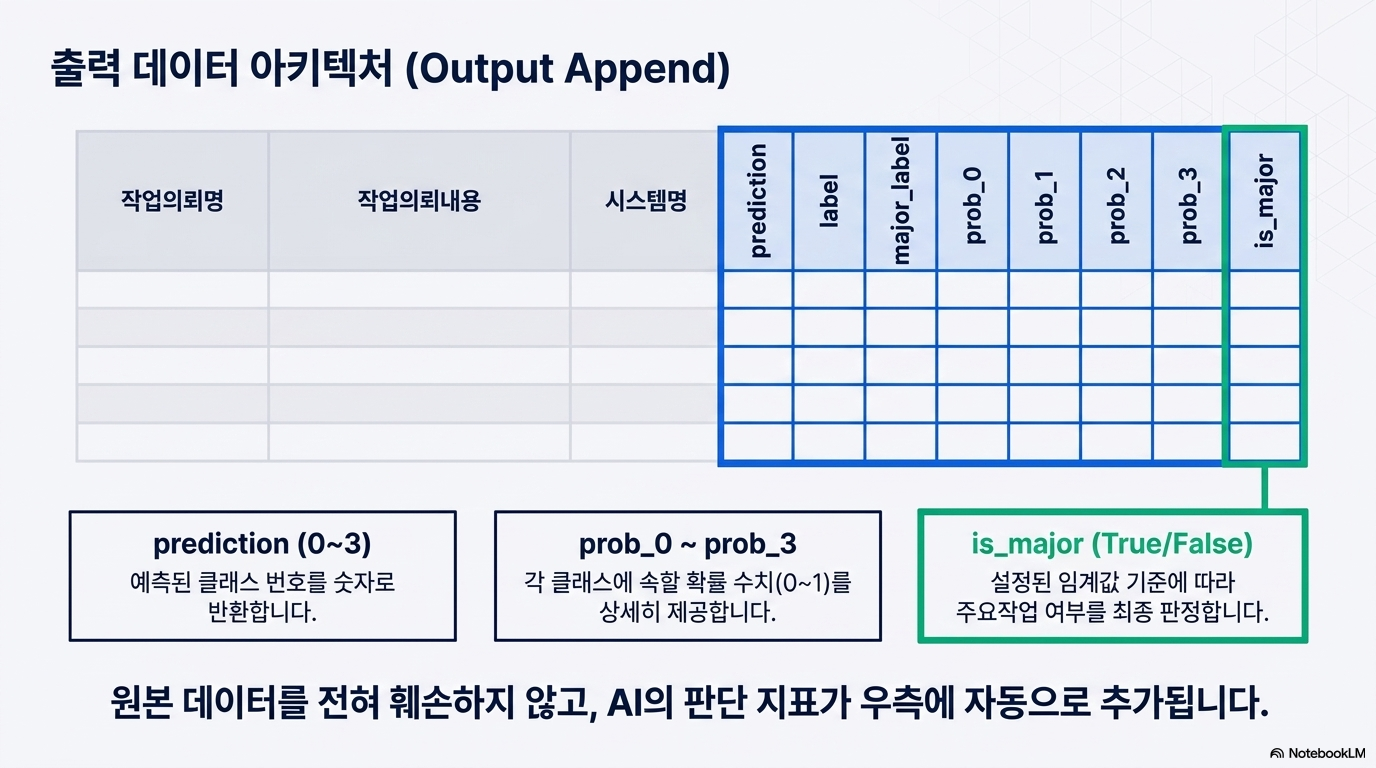 출력 데이터 아키텍처 (Output Append)
작업의뢰명
작업의뢰내용
시스템명
prediction
label
major_label
prob_0
prob_1
prob_2
prob_3
is_major
prediction (0~3)
예측된 클래스 번호를 숫자로
반환합니다.
prob_0 ~ prob_3
각 클래스에 속할 확률 수치(0~1)를
상세히 제공합니다.
is_major (True/False)
설정된 임계값 기준에 따라
주요작업 여부를 최종 판정합니다.
원본 데이터를 전혀 훼손하지 않고, AI의 판단 지표가 우측에 자동으로 추가됩니다.
NotebookLM